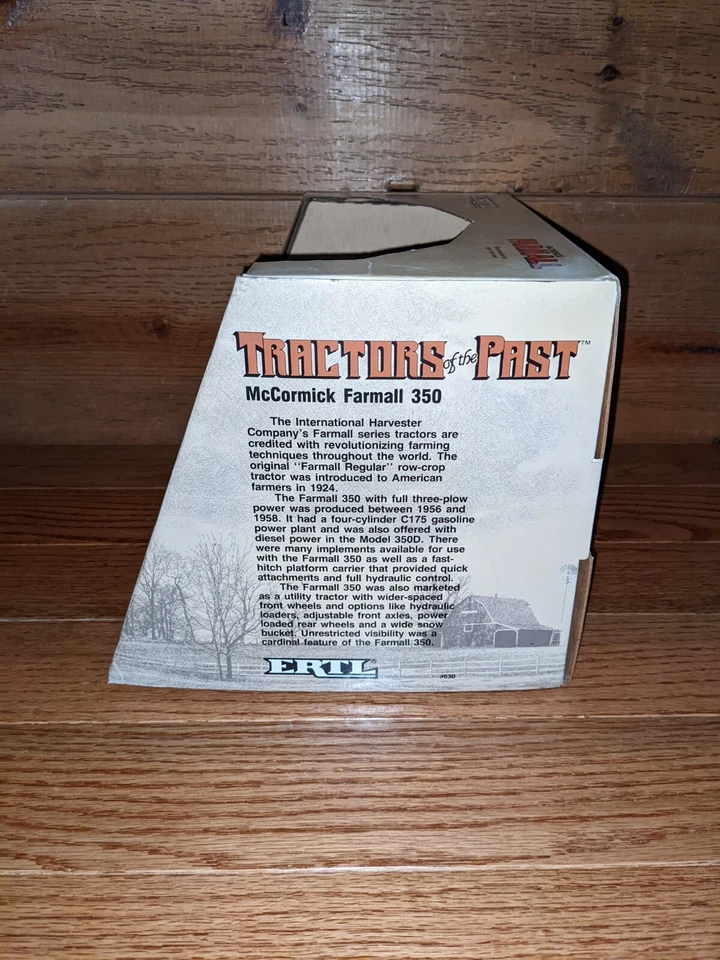 TRACTORS of the PAST™
McCormick Farmall 350
The International Harvester
Company's Farmall series tractors are
credited with revolutionizing farming
techniques throughout the world. The
original "Farmall Regular" row-crop
tractor was introduced to American
farmers in 1924.
The Farmall 350 with full three-plow
power was produced between 1956 and
1958. It had a four-cylinder C175 gasoline
power plant and was also offered with
diesel power in the Model 350D. There
were many implements available for use
with the Farmall 350 as well as a fast-
hitch platform carrier that provided quick
attachments and full hydraulic control.
The Farmall 350 was also marketed
as a utility tractor with wider-spaced
front wheels and options like hydraulic
loaders, adjustable front axles, power
loaded rear wheels and a wide snow
bucket. Unrestricted visibility was a
cardinal feature of the Farmall 350.
ERTL®
#630